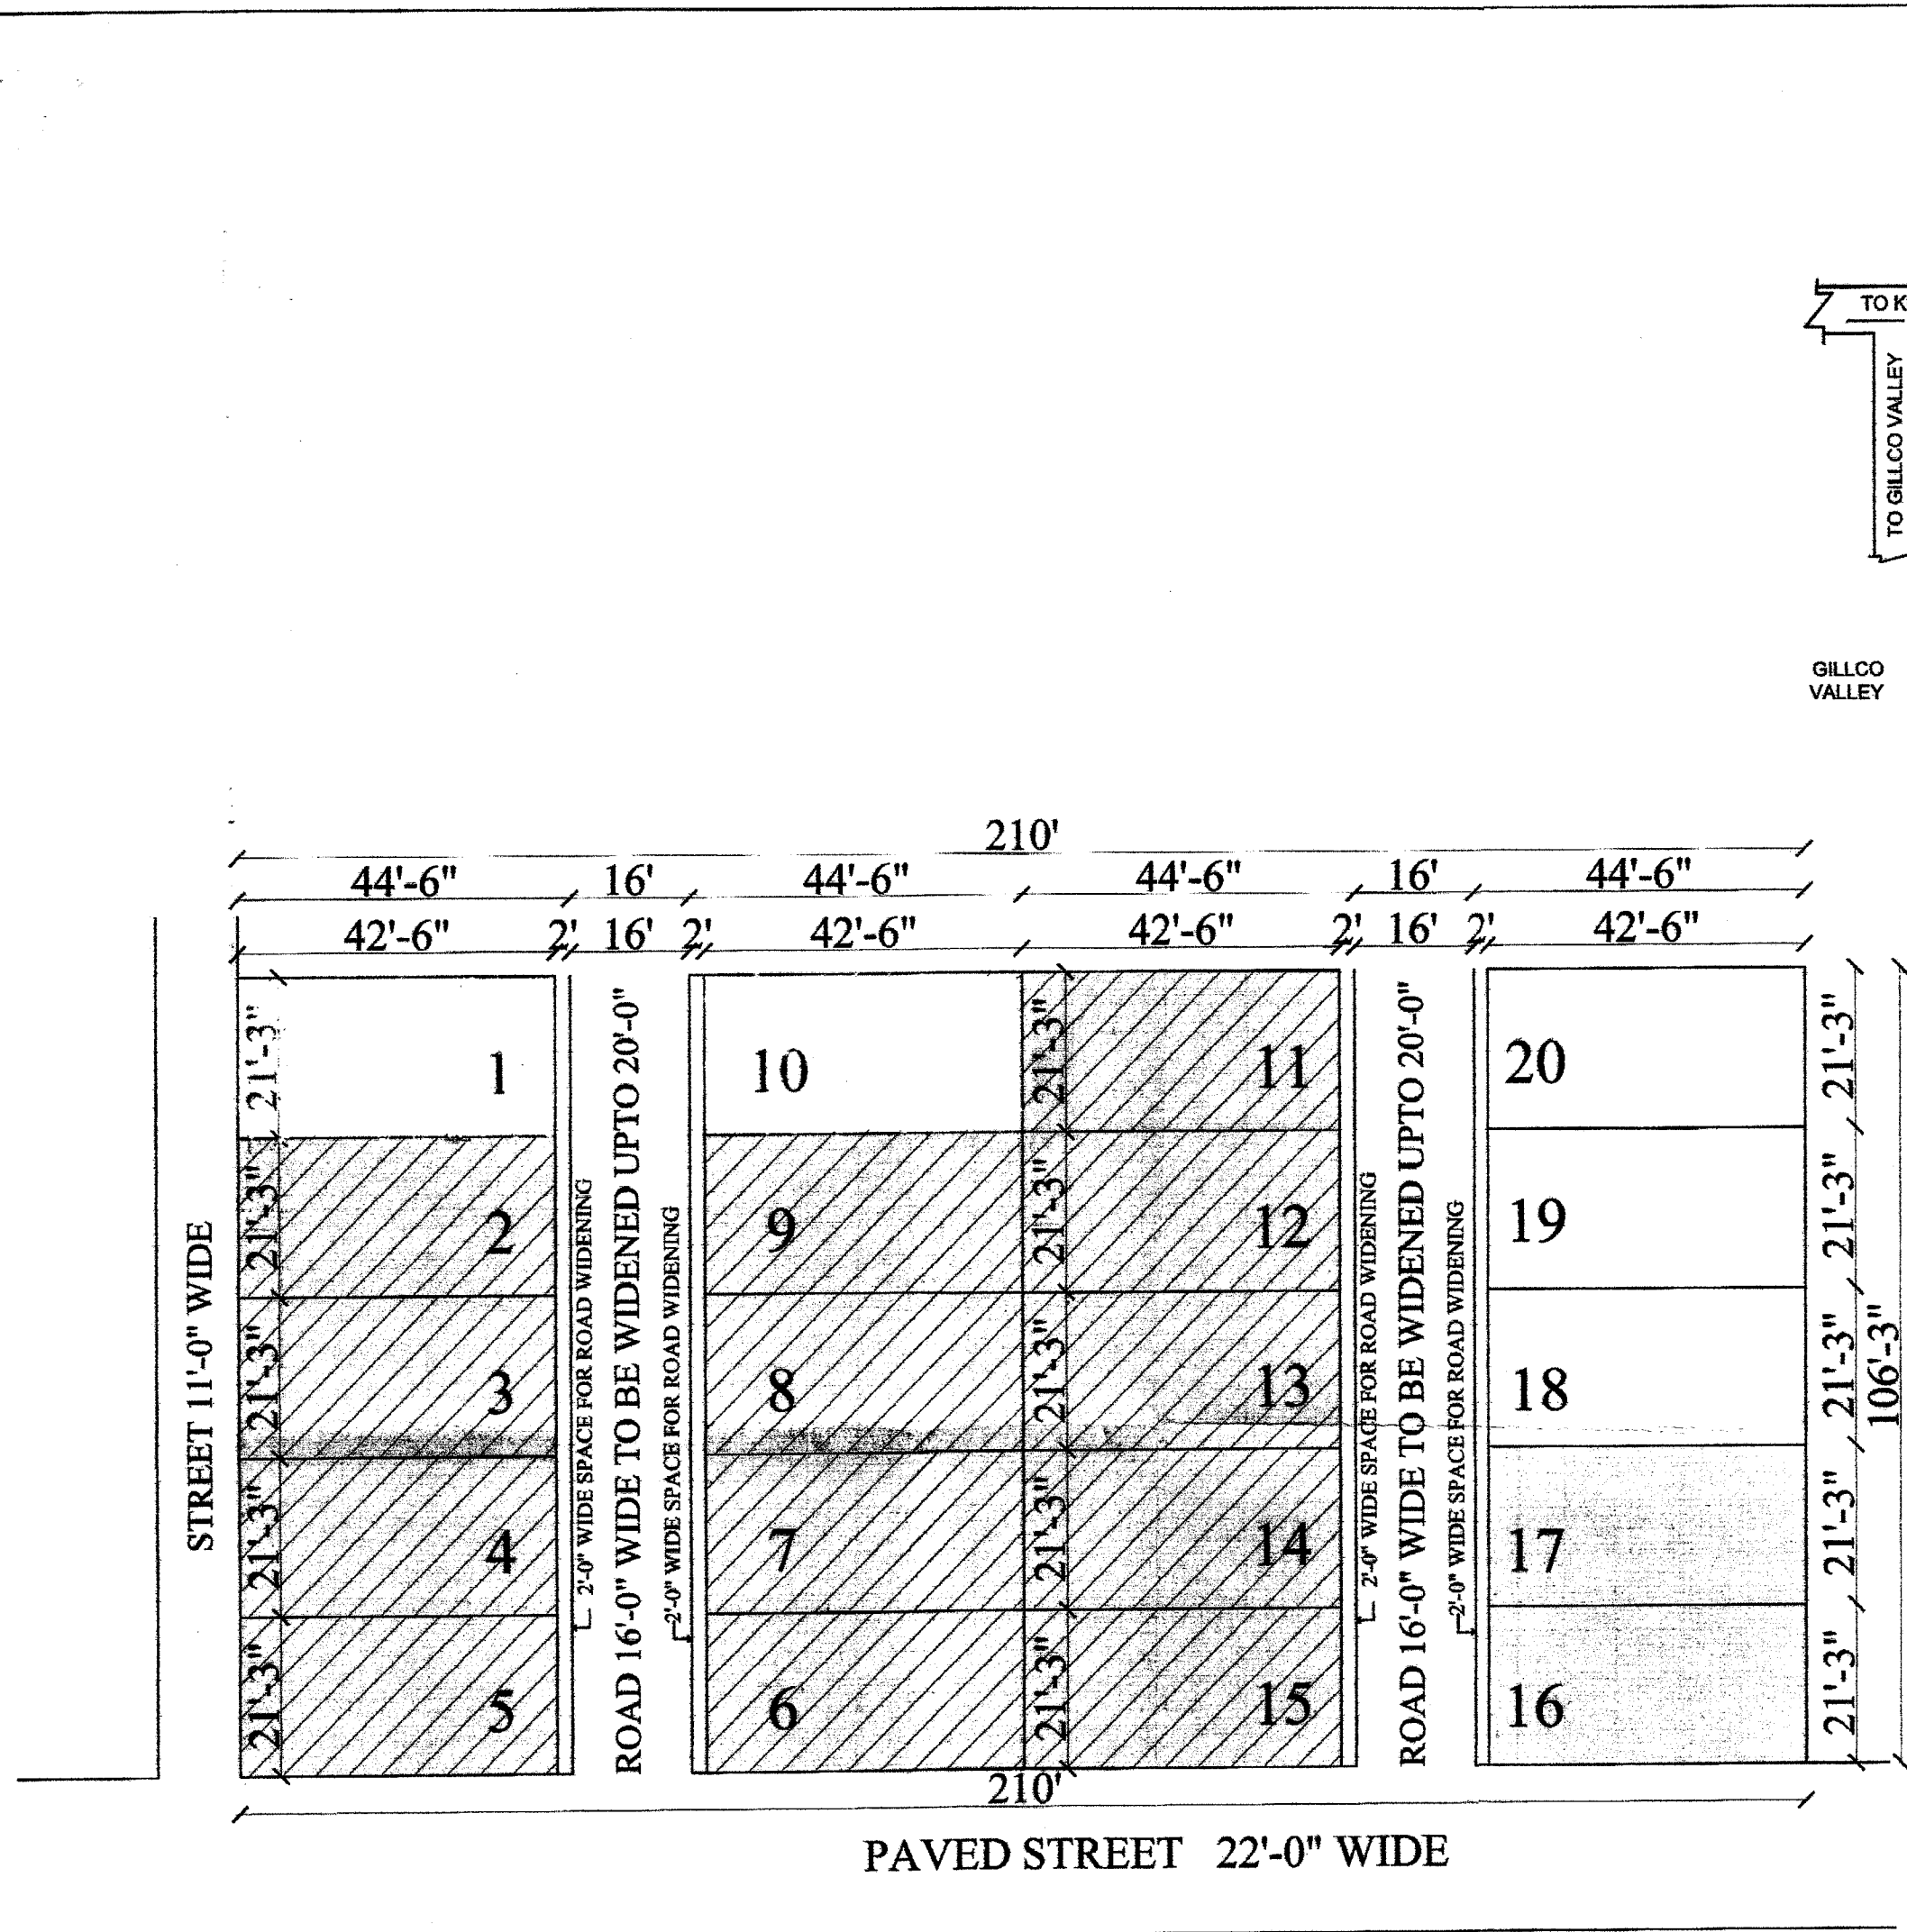 TO K
TO GILLCO VALLEY
GILLCO
VALLEY
210'
44'-6" 16' 44'-6" 44'-6" 16' 44'-6"
42'-6" 2' 16' 2' 42'-6" 42'-6" 2' 16' 2' 42'-6"
STREET 11'-0" WIDE
21'-3" 1
21'-3" 2
21'-3" 3
21'-3" 4
21'-3" 5
2'-0" WIDE SPACE FOR ROAD WIDENING
ROAD 16'-0" WIDE TO BE WIDENED UPTO 20'-0"
2'-0" WIDE SPACE FOR ROAD WIDENING
10
9
8
7
6
21'-3" 11
21'-3" 12
21'-3" 13
21'-3" 14
21'-3" 15
2'-0" WIDE SPACE FOR ROAD WIDENING
ROAD 16'-0" WIDE TO BE WIDENED UPTO 20'-0"
2'-0" WIDE SPACE FOR ROAD WIDENING
20 21'-3"
19 21'-3"
18 21'-3"
17 21'-3"
16 21'-3"
106'-3"
210'
PAVED STREET 22'-0" WIDE